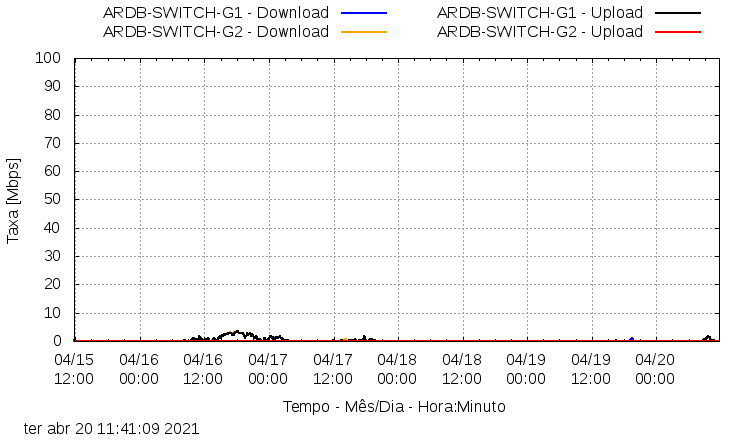 ARDB-SWITCH-G1 - Download ARDB-SWITCH-G1 - Upload
ARDB-SWITCH-G2 - Download ARDB-SWITCH-G2 - Upload
100
90
80
70
60
50
40
30
20
10
0
Taxa [Mbps]
04/15 04/16 04/16 04/17 04/17 04/18 04/18 04/19 04/19 04/20
12:00 00:00 12:00 00:00 12:00 00:00 12:00 00:00 12:00 00:00
Tempo - Mês/Dia - Hora:Minuto
ter abr 20 11:41:09 2021